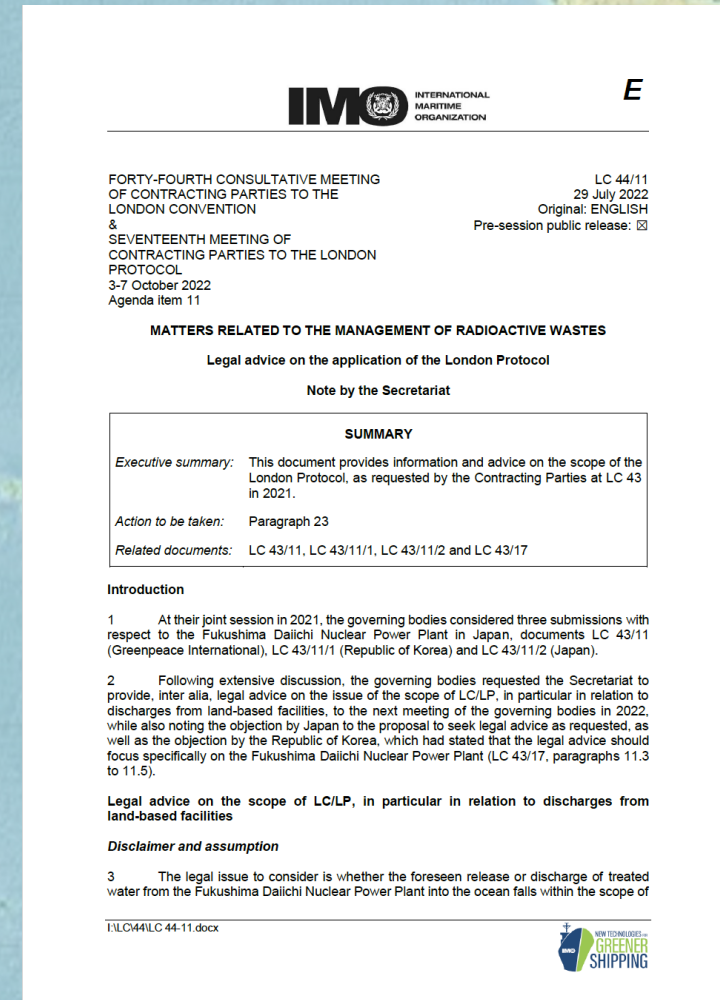 IMO
INTERNATIONAL
MARITIME
ORGANIZATION
E
FORTY-FOURTH CONSULTATIVE MEETING
OF CONTRACTING PARTIES TO THE
LONDON CONVENTION
&
SEVENTEENTH MEETING OF
CONTRACTING PARTIES TO THE LONDON
PROTOCOL
3-7 October 2022
Agenda item 11
LC 44/11
29 July 2022
Original: ENGLISH
Pre-session public release: ☒
MATTERS RELATED TO THE MANAGEMENT OF RADIOACTIVE WASTES
Legal advice on the application of the London Protocol
Note by the Secretariat
SUMMARY
Executive summary: This document provides information and advice on the scope of the
London Protocol, as requested by the Contracting Parties at LC 43
in 2021.
Action to be taken: Paragraph 23
Related documents: LC 43/11, LC 43/11/1, LC 43/11/2 and LC 43/17
Introduction
1 At their joint session in 2021, the governing bodies considered three submissions with
respect to the Fukushima Daiichi Nuclear Power Plant in Japan, documents LC 43/11
(Greenpeace International), LC 43/11/1 (Republic of Korea) and LC 43/11/2 (Japan).
2 Following extensive discussion, the governing bodies requested the Secretariat to
provide, inter alia, legal advice on the issue of the scope of LC/LP, in particular in relation to
discharges from land-based facilities, to the next meeting of the governing bodies in 2022,
while also noting the objection by Japan to the proposal to seek legal advice as requested, as
well as the objection by the Republic of Korea, which had stated that the legal advice should
focus specifically on the Fukushima Daiichi Nuclear Power Plant (LC 43/17, paragraphs 11.3
to 11.5).
Legal advice on the scope of LC/LP, in particular in relation to discharges from
land-based facilities
Disclaimer and assumption
3 The legal issue to consider is whether the foreseen release or discharge of treated
water from the Fukushima Daiichi Nuclear Power Plant into the ocean falls within the scope of
I:\LC\44\LC 44-11.docx
IMO
NEW TECHNOLOGIES FOR
GREENER
SHIPPING